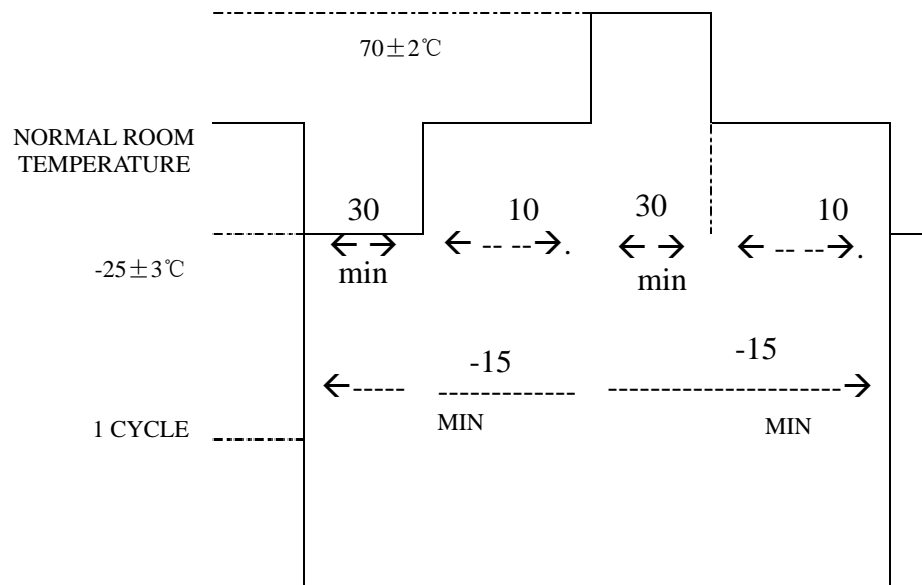 70±2℃
NORMAL ROOM
TEMPERATURE
30
10
30
10
min
min
-25±3℃
-15
-15
MIN
MIN
1 CYCLE